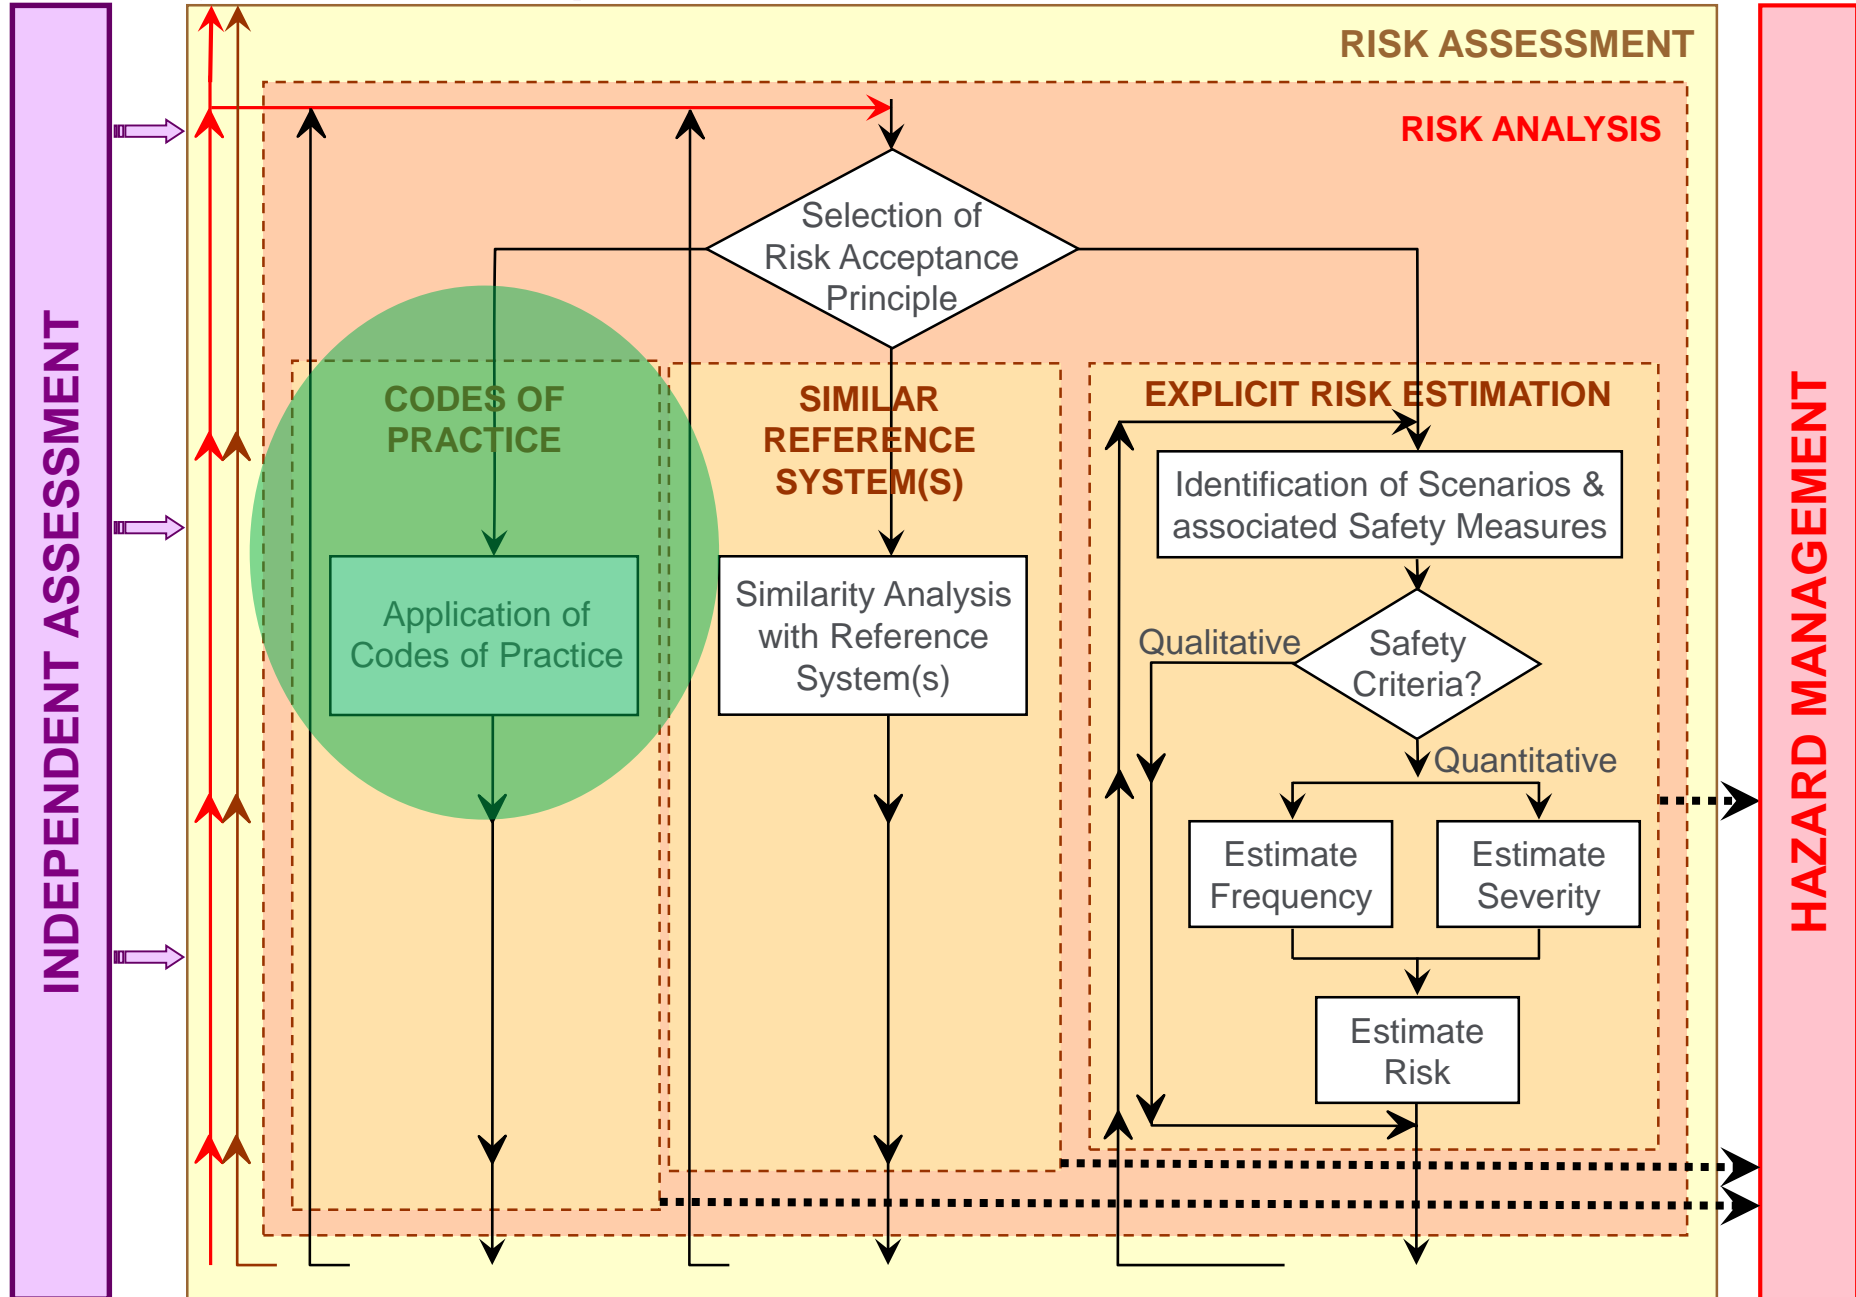 INDEPENDENT ASSESSMENT
RISK ASSESSMENT
RISK ANALYSIS
Selection of
Risk Acceptance
Principle
CODES OF
PRACTICE
Application of
Codes of Practice
SIMILAR
REFERENCE
SYSTEM(S)
Similarity Analysis
with Reference
System(s)
EXPLICIT RISK ESTIMATION
Identification of Scenarios &
associated Safety Measures
Qualitative
Safety
Criteria?
Quantitative
Estimate
Frequency
Estimate
Severity
Estimate
Risk
HAZARD MANAGEMENT